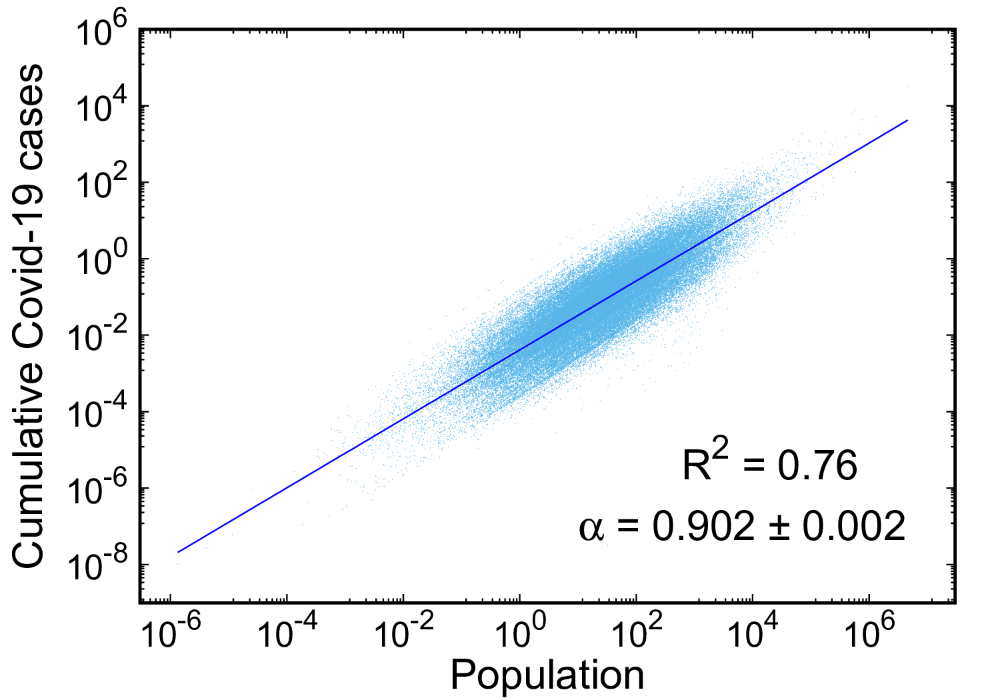 10^6
10^4
10^2
10^0
10^-2
10^-4
10^-6
10^-8
Cumulative Covid-19 cases
R^2 = 0.76
α = 0.902 ± 0.002
10^-6 10^-4 10^-2 10^0 10^2 10^4 10^6
Population